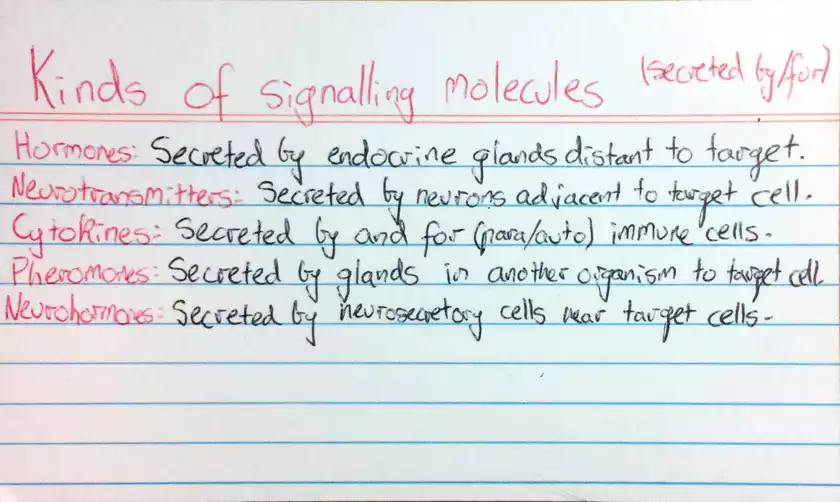 Kinds of signalling molecules (secreted by/for)
Hormones: Secreted by endocrine glands distant to target.
Neurotransmitters: Secreted by neurons adjacent to target cell.
Cytokines: Secreted by and for (para/auto) immune cells.
Pheromones: Secreted by glands in another organism to target cell.
Neurohormones: Secreted by neurosecretory cells near target cells.